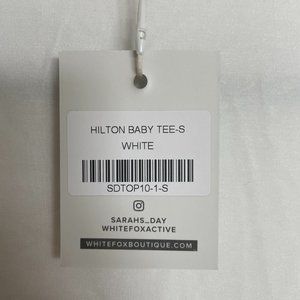 HILTON BABY TEE-S
WHITE
SDTOP10-1-S
SARAHS_DAY
WHITEFOXACTIVE
WHITEFOXBOUTIQUE.COM